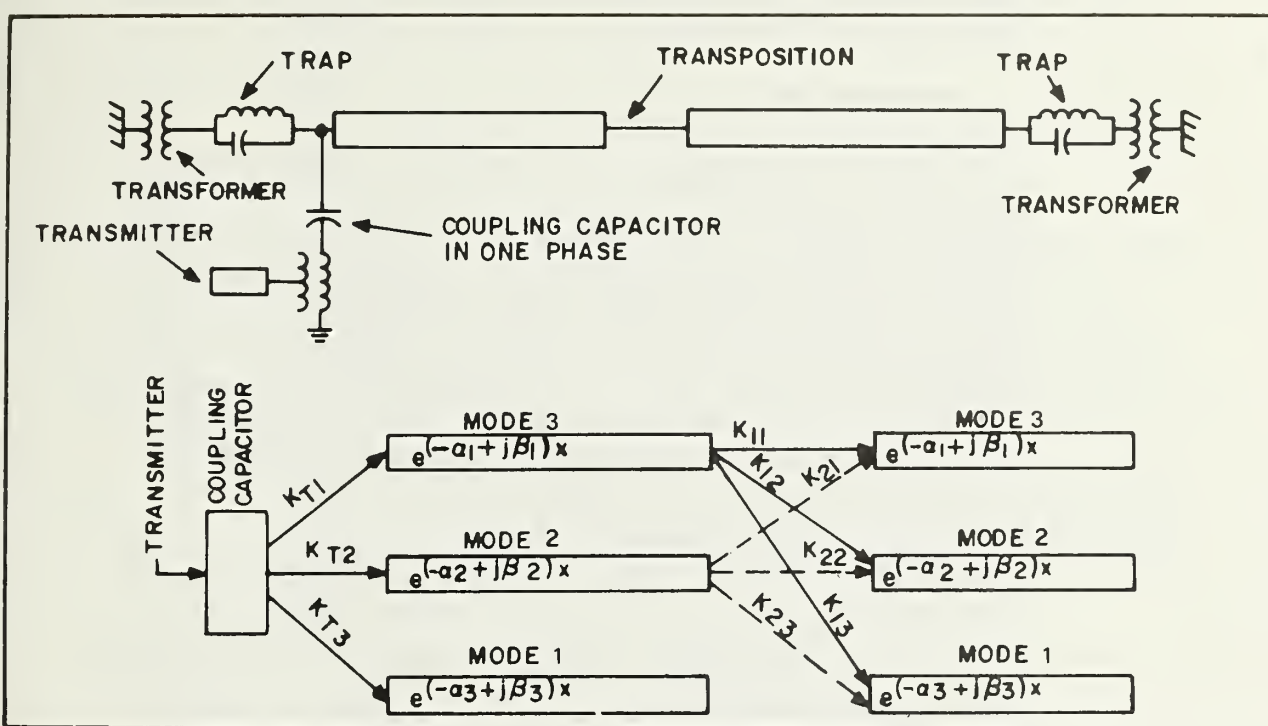 TRAP
TRANSPOSITION
TRAP
TRANSFORMER
TRANSFORMER
TRANSMITTER
COUPLING CAPACITOR
IN ONE PHASE
TRANSMITTER
COUPLING
CAPACITOR
KT1
KT2
KT3
MODE 3
e(-α1+jβ1)x
MODE 2
e(-α2+jβ2)x
MODE 1
e(-α3+jβ3)x
K11
K12
K21
K22
K23
K13
MODE 3
e(-α1+jβ1)x
MODE 2
e(-α2+jβ2)x
MODE 1
e(-α3+jβ3)x